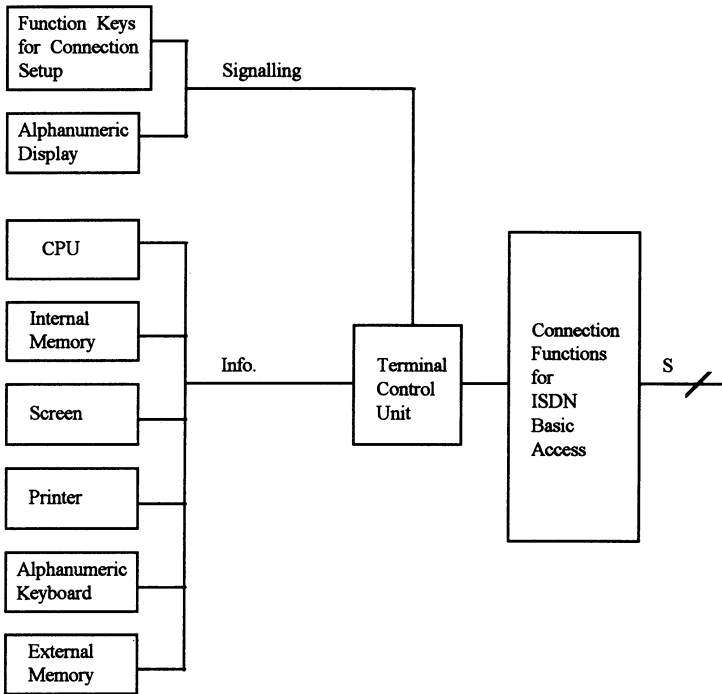 Function Keys
for Connection
Setup
Signalling
Alphanumeric
Display
CPU
Internal
Memory
Info.
Terminal
Control
Unit
Connection
Functions
for
ISDN
Basic
Access
S
Screen
Printer
Alphanumeric
Keyboard
External
Memory